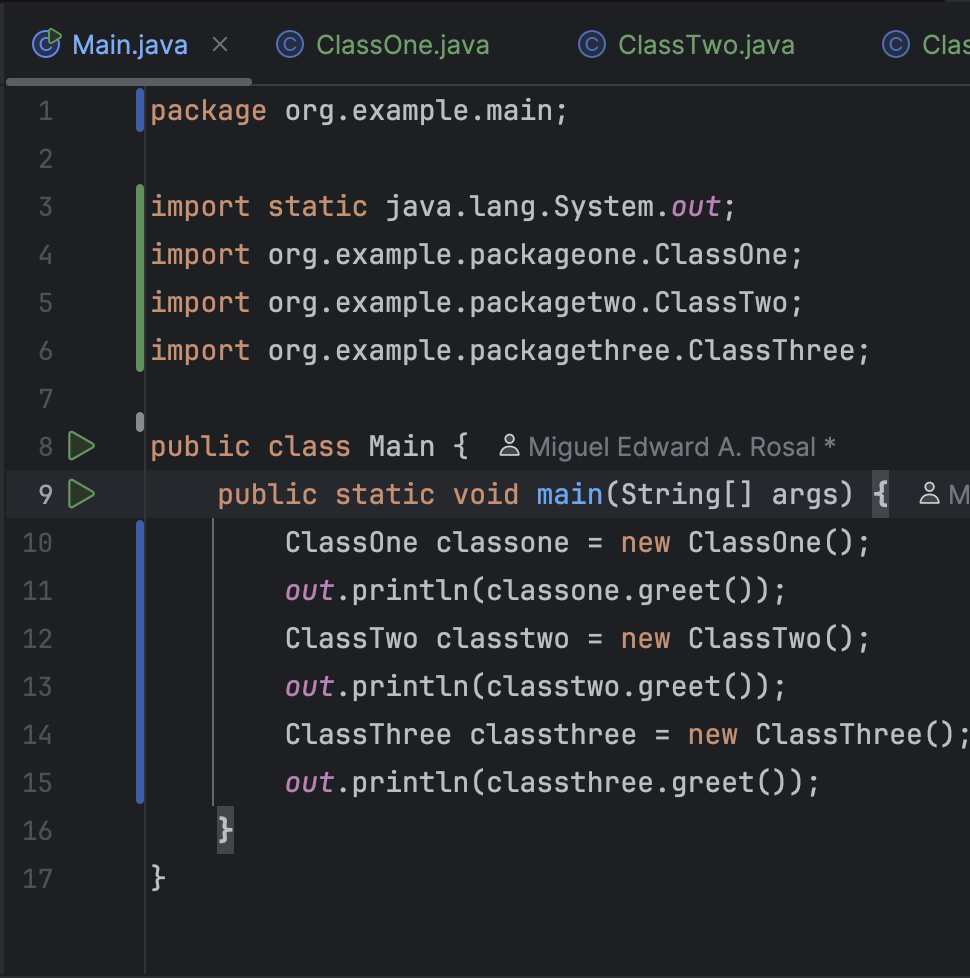 Main.java ClassOne.java ClassTwo.java
1 package org.example.main;
2
3 import static java.lang.System.out;
4 import org.example.packageone.ClassOne;
5 import org.example.packagetwo.ClassTwo;
6 import org.example.packagethree.ClassThree;
7
8 public class Main { Miguel Edward A. Rosal *
9 public static void main(String[] args) {
10 ClassOne classone = new ClassOne();
11 out.println(classone.greet());
12 ClassTwo classtwo = new ClassTwo();
13 out.println(classtwo.greet());
14 ClassThree classthree = new ClassThree();
15 out.println(classthree.greet());
16 }
17 }